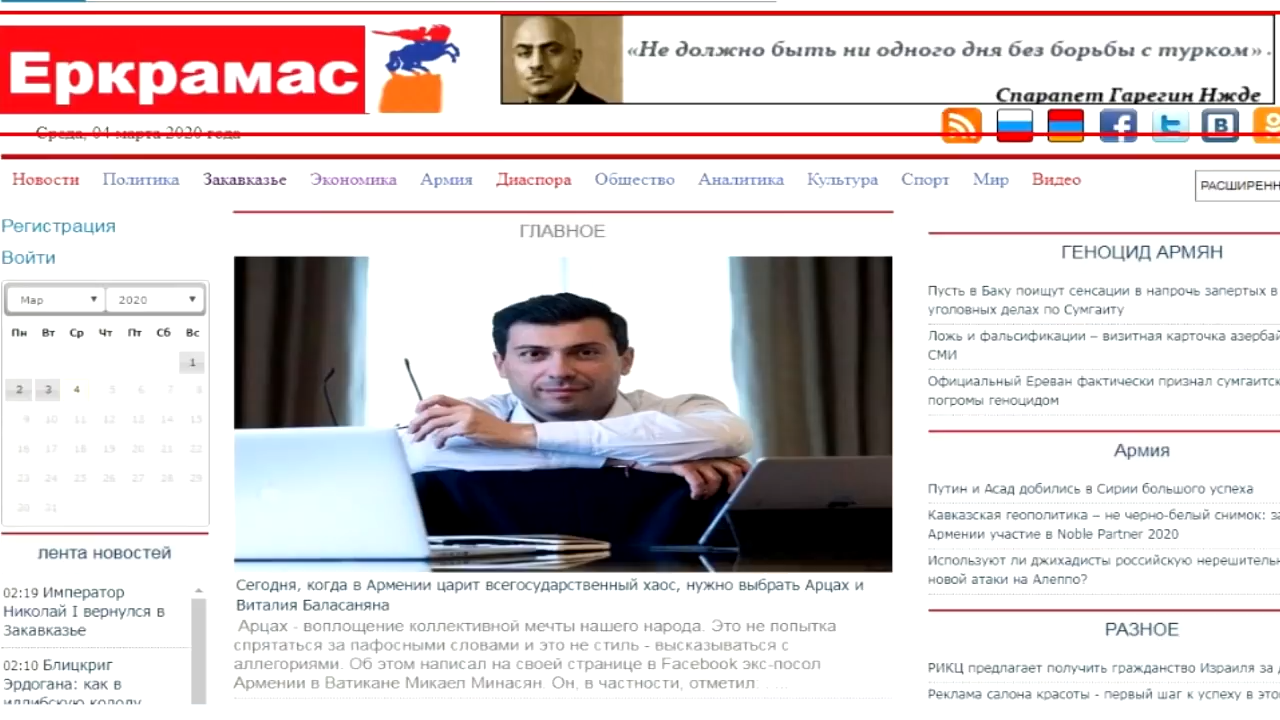 Еркрамас
«Не должно быть ни одного дня без борьбы с турком» .
Спарапет Гарегин Нжде
Среда, 04 марта 2020 года
Новости Политика Закавказье Экономика Армия Диаспора Общество Аналитика Культура Спорт Мир Видео
РАСШИРЕНН
Регистрация
Войти
Мар 2020
Пн Вт Ср Чт Пт Сб Вс
1
2 3 4 5 6 7 8
9 10 11 12 13 14 15
16 17 18 19 20 21 22
23 24 25 26 27 28 29
30 31
лента новостей
02:19 Император
Николай I вернулся в
Закавказье
02:10 Блицкриг
Эрдогана: как в
ГЛАВНОЕ
Сегодня, когда в Армении царит всегосударственный хаос, нужно выбрать Арцах и
Виталия Баласаняна
Арцах - воплощение коллективной мечты нашего народа. Это не попытка
спрятаться за пафосными словами и это не стиль - высказываться с
аллегориями. Об этом написал на своей странице в Facebook экс-посол
Армении в Ватикане Микаел Минасян. Он, в частности, отметил: . ...
ГЕНОЦИД АРМЯН
Пусть в Баку поищут сенсации в напрочь запертых в
уголовных делах по Сумгаиту
Ложь и фальсификации – визитная карточка азербай
СМИ
Официальный Ереван фактически признал сумгаитск
погромы геноцидом
Армия
Путин и Асад добились в Сирии большого успеха
Кавказская геополитика – не черно-белый снимок: за
Армении участие в Noble Partner 2020
Используют ли джихадисты российскую нерешительн
новой атаки на Алеппо?
РАЗНОЕ
РИКЦ предлагает получить гражданство Израиля за д
Реклама салона красоты - первый шаг к успеху в это